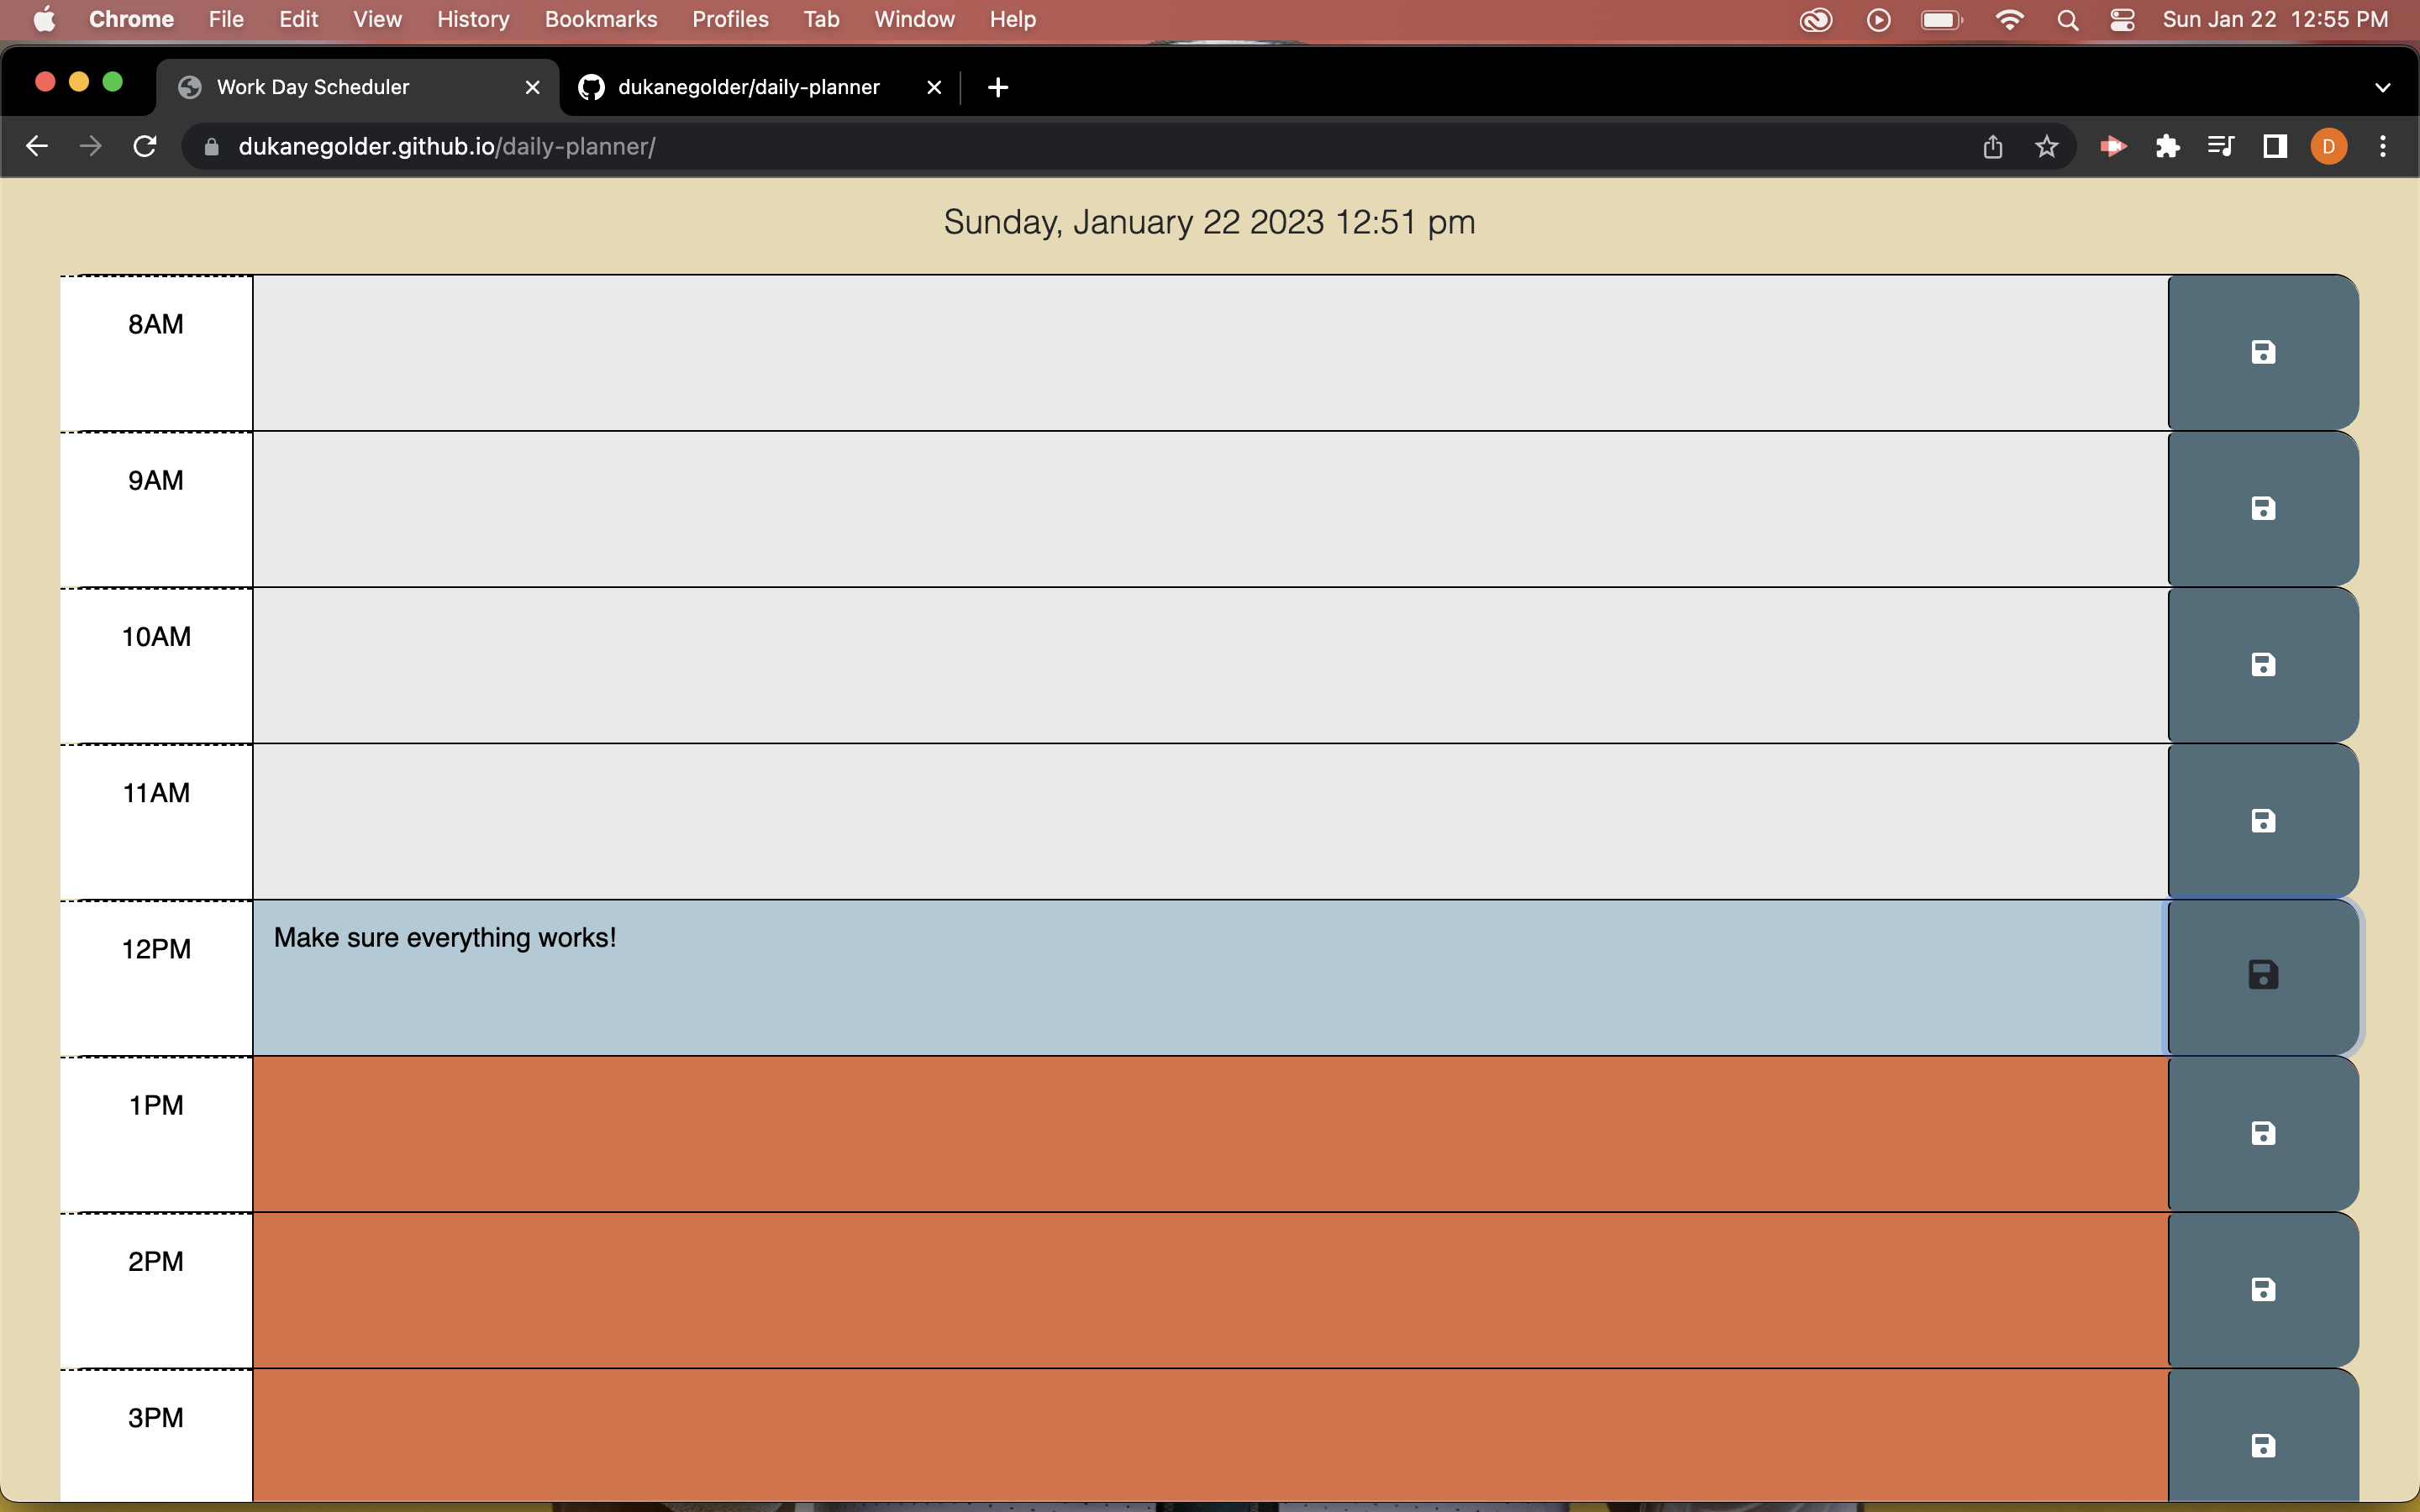 Chrome File Edit View History Bookmarks Profiles Tab Window Help Sun Jan 22 12:55 PM
Work Day Scheduler dukanegolder/daily-planner
dukanegolder.github.io/daily-planner/ D
Sunday, January 22 2023 12:51 pm
8AM
9AM
10AM
11AM
12PM Make sure everything works!
1PM
2PM
3PM